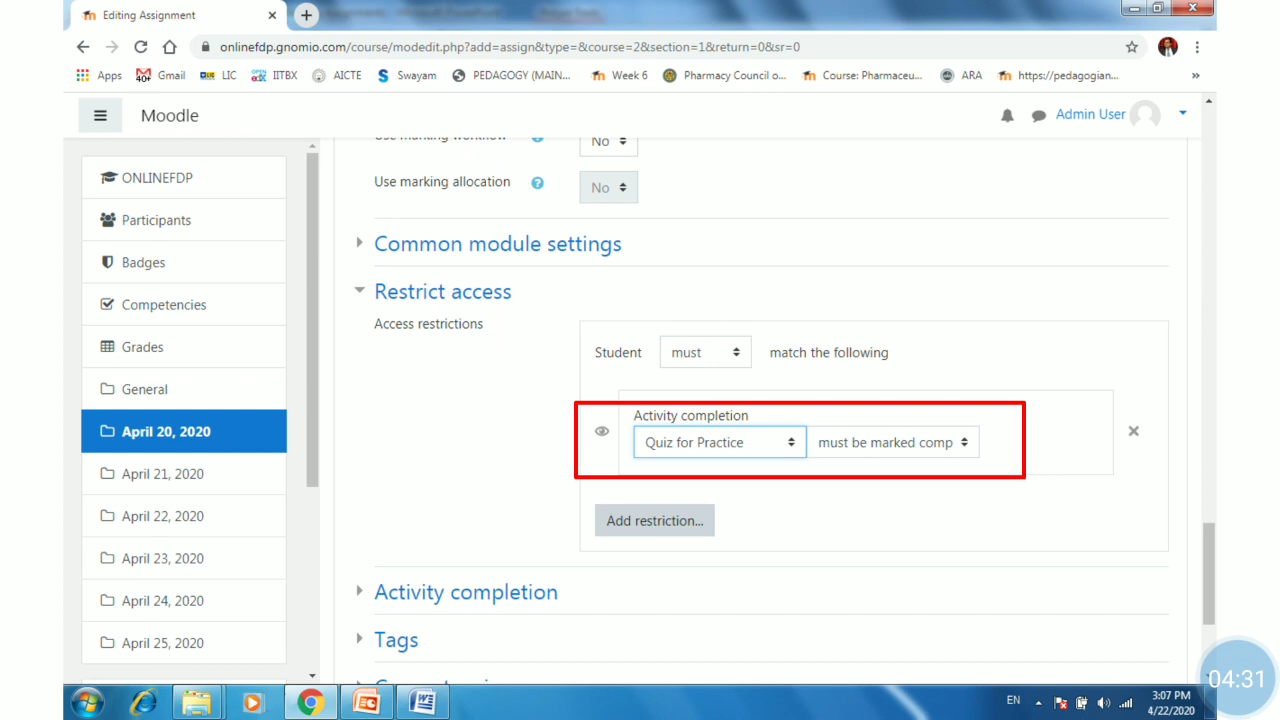 Editing Assignment
onlinefdp.gnomio.com/course/modedit.php?add=assign&type=&course=2&section=1&return=0&sr=0
Apps Gmail LIC IITBX AICTE Swayam PEDAGOGY (MAIN... Week 6 Pharmacy Council o... Course: Pharmaceu... ARA https://pedagogian... »
Moodle
Admin User
ONLINEFDP
Participants
Badges
Competencies
Grades
General
April 20, 2020
April 21, 2020
April 22, 2020
April 23, 2020
April 24, 2020
April 25, 2020
Use marking workflow No
Use marking allocation No
Common module settings
Restrict access
Access restrictions
Student must match the following
Activity completion
Quiz for Practice must be marked comp
Add restriction...
Activity completion
Tags
EN
3:07 PM
4/22/2020
04:31